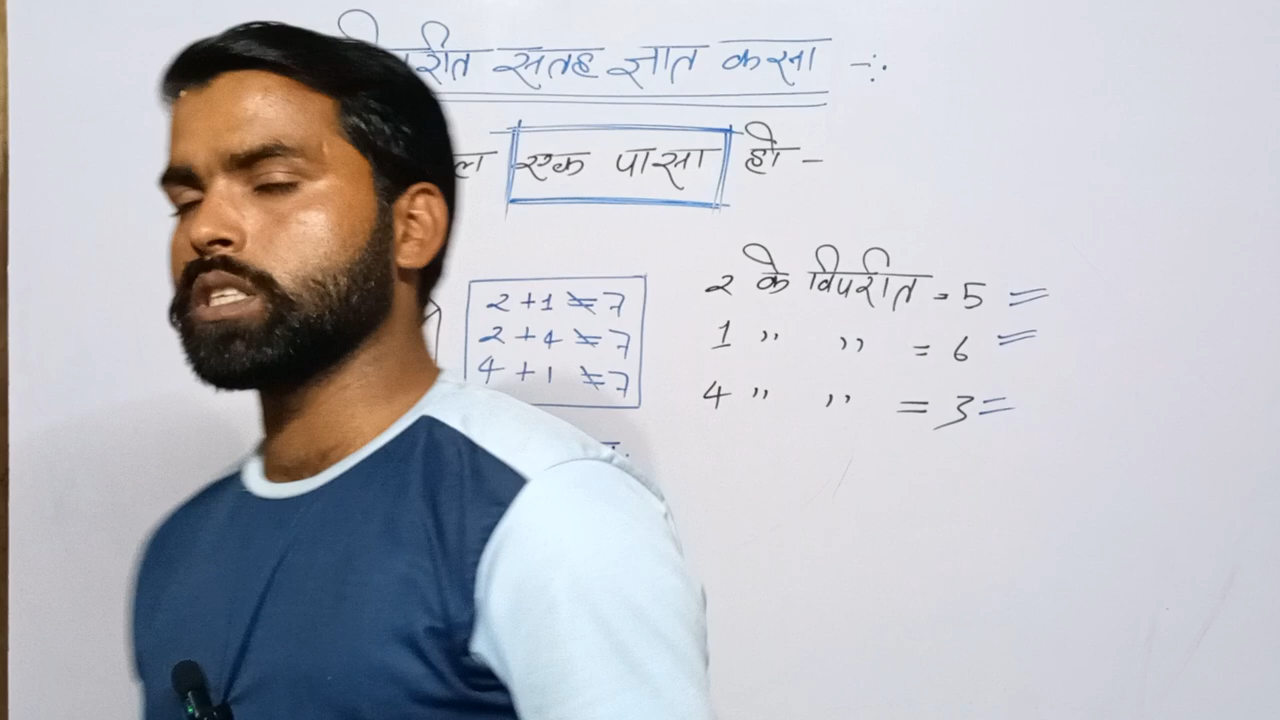 सतह ज्ञात करना -:.
एक पासा हो -
2 + 1 ≠ 7
2 + 4 ≠ 7
4 + 1 ≠ 7
2 के विपरीत = 5
1 " " = 6
4 " " = 3